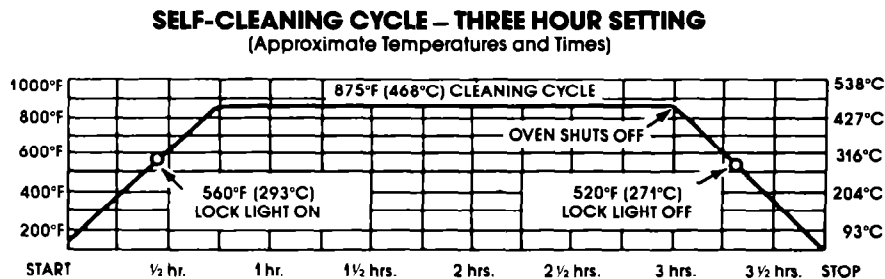 SELF-CLEANING CYCLE – THREE HOUR SETTING
(Approximate Temperatures and Times)
1000°F 538°C
875°F (468°C) CLEANING CYCLE
800°F 427°C
OVEN SHUTS OFF
600°F 316°C
560°F (293°C) 520°F (271°C)
400°F 204°C
LOCK LIGHT ON LOCK LIGHT OFF
200°F 93°C
START ½ hr. 1 hr. 1½ hrs. 2 hrs. 2½ hrs. 3 hrs. 3½ hrs. STOP